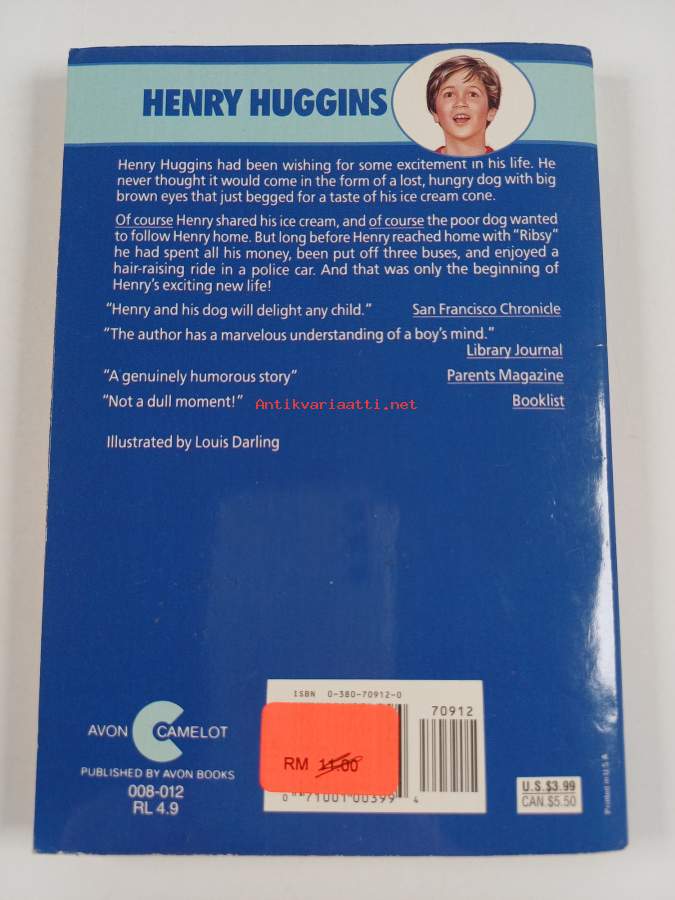 HENRY HUGGINS
Henry Huggins had been wishing for some excitement in his life. He
never thought it would come in the form of a lost, hungry dog with big
brown eyes that just begged for a taste of his ice cream cone.
Of course Henry shared his ice cream, and of course the poor dog wanted
to follow Henry home. But long before Henry reached home with "Ribsy"
he had spent all his money, been put off three buses, and enjoyed a
hair-raising ride in a police car. And that was only the beginning of
Henry's exciting new life!
"Henry and his dog will delight any child." San Francisco Chronicle
"The author has a marvelous understanding of a boy's mind."
Library Journal
"A genuinely humorous story" Parents Magazine
"Not a dull moment!" Booklist
Antikvariaatti.net
Illustrated by Louis Darling
ISBN 0-380-70912-0
70912
AVON CAMELOT
PUBLISHED BY AVON BOOKS
008-012
RL 4.9
RM 11.00
0 71001 00399 4
U.S.$3.99
CAN.$5.50
Printed in U.S.A.